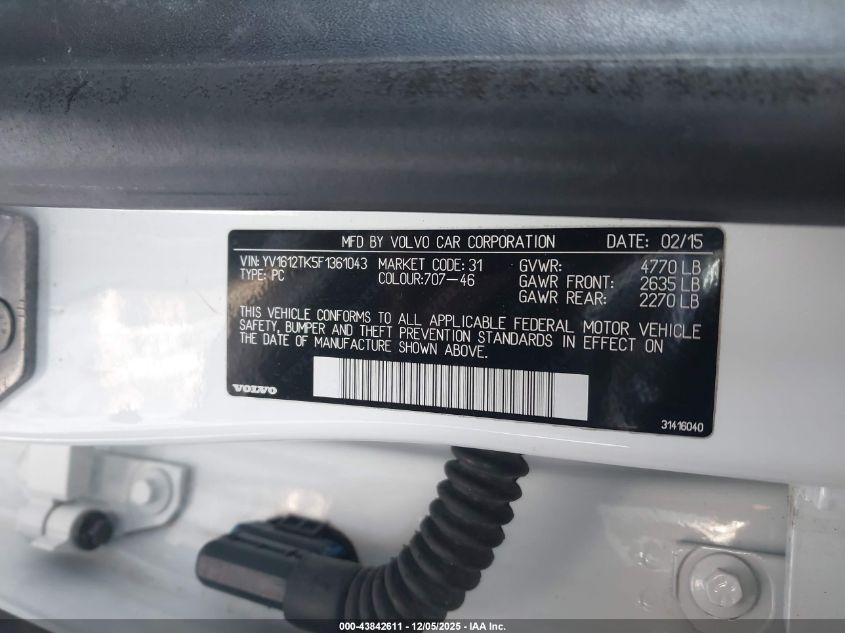 MFD BY VOLVO CAR CORPORATION DATE: 02/15
VIN: YV1612TK5F1361043 MARKET CODE: 31 GVWR: 4770 LB
TYPE: PC COLOUR:707-46 GAWR FRONT: 2635 LB
GAWR REAR: 2270 LB
THIS VEHICLE CONFORMS TO ALL APPLICABLE FEDERAL MOTOR VEHICLE
SAFETY, BUMPER AND THEFT PREVENTION STANDARDS IN EFFECT ON
THE DATE OF MANUFACTURE SHOWN ABOVE.
VOLVO
31416040
000-43842611 - 12/05/2025 - IAA Inc.